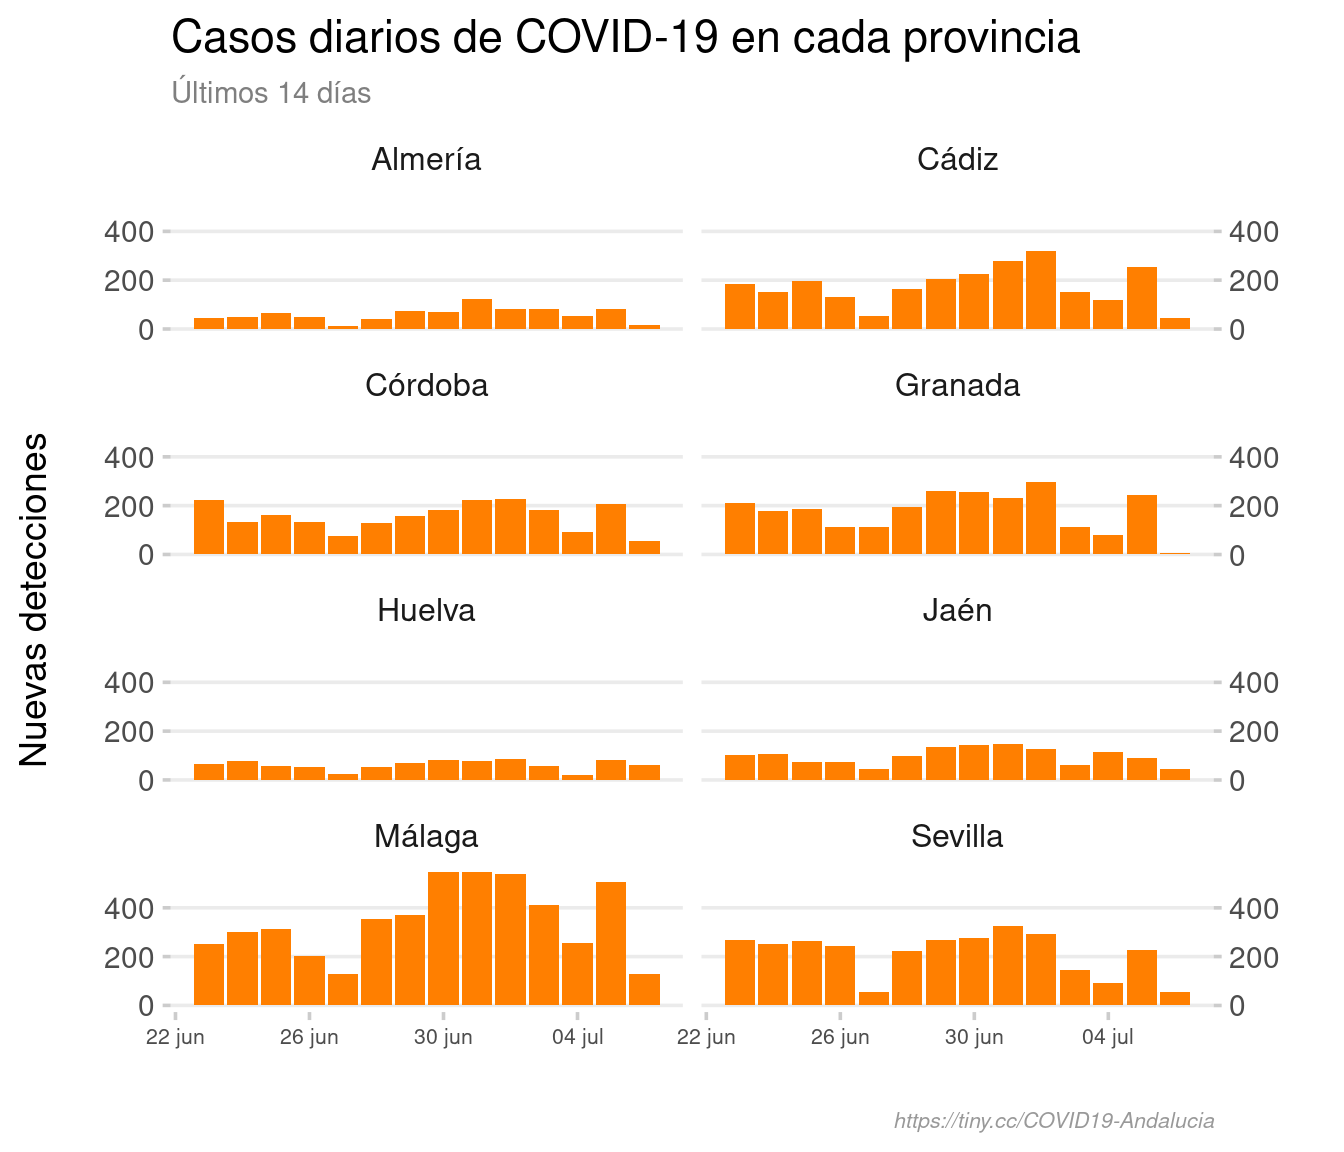 Casos diarios de COVID-19 en cada provincia
Últimos 14 días
Almería
Cádiz
400
200
0
400
200
0
Córdoba
Granada
400
200
0
400
200
0
Nuevas detecciones
Huelva
Jaén
400
200
0
400
200
0
Málaga
Sevilla
400
200
0
400
200
0
22 jun 26 jun 30 jun 04 jul
22 jun 26 jun 30 jun 04 jul
https://tiny.cc/COVID19-Andalucia